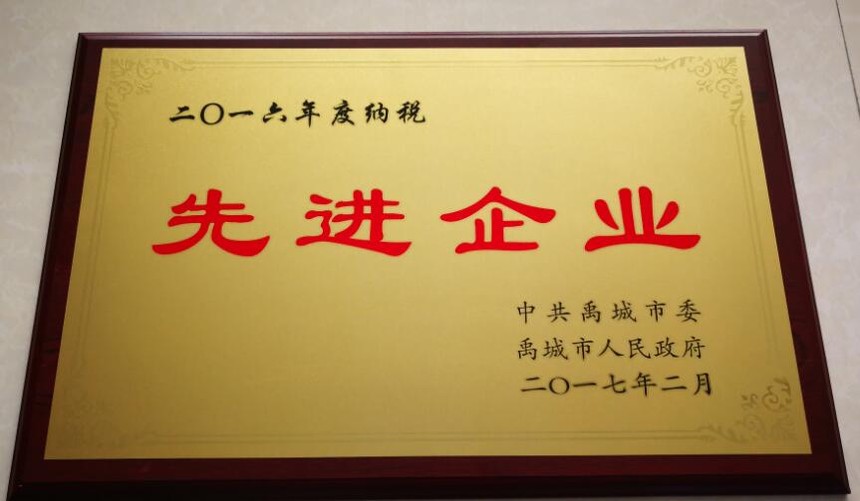 二〇一六年度纳税
先进企业
中共禹城市委
禹城市人民政府
二〇一七年二月